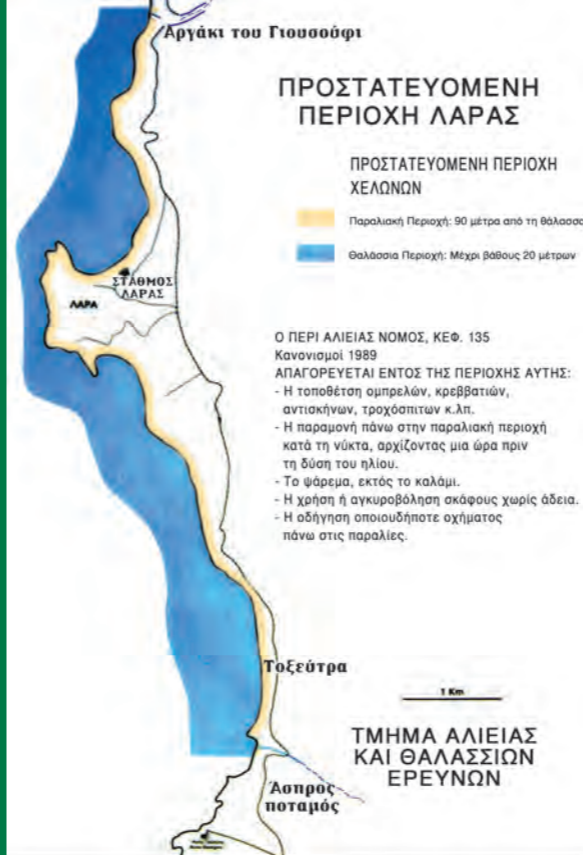 Αργάκι του Γιουσούφι
ΠΡΟΣΤΑΤΕΥΟΜΕΝΗ
ΠΕΡΙΟΧΗ ΛΑΡΑΣ
ΠΡΟΣΤΑΤΕΥΟΜΕΝΗ ΠΕΡΙΟΧΗ
ΧΕΛΩΝΩΝ
Παραλιακή Περιοχή: 90 μέτρα από τη θάλασσα
Θαλάσσια Περιοχή: Μέχρι βάθους 20 μέτρων
ΣΤΑΘΜΟΣ
ΛΑΡΑΣ
ΛΑΡΑ
Ο ΠΕΡΙ ΑΛΙΕΙΑΣ ΝΟΜΟΣ, ΚΕΦ. 135
Κανονισμοί 1989
ΑΠΑΓΟΡΕΥΕΤΑΙ ΕΝΤΟΣ ΤΗΣ ΠΕΡΙΟΧΗΣ ΑΥΤΗΣ:
- Η τοποθέτση ομπρελών, κρεββατιών,
αντισκήνων, τροχόσπιτων κ.λπ.
- Η παραμονή πάνω στην παραλιακή περιοχή
κατά τη νύκτα, αρχίζοντας μια ώρα πριν
τη δύση του ηλίου.
- Το ψάρεμα, εκτός το καλάμι.
- Η χρήση ή αγκυροβόληση σκάφους χωρίς άδεια.
- Η οδήγηση οποιουδήποτε οχήματος
πάνω στις παραλίες.
Τοξεύτρα
1 Km
ΤΜΗΜΑ ΑΛΙΕΙΑΣ
ΚΑΙ ΘΑΛΑΣΣΙΩΝ
ΕΡΕΥΝΩΝ
Άσπρος
ποταμός